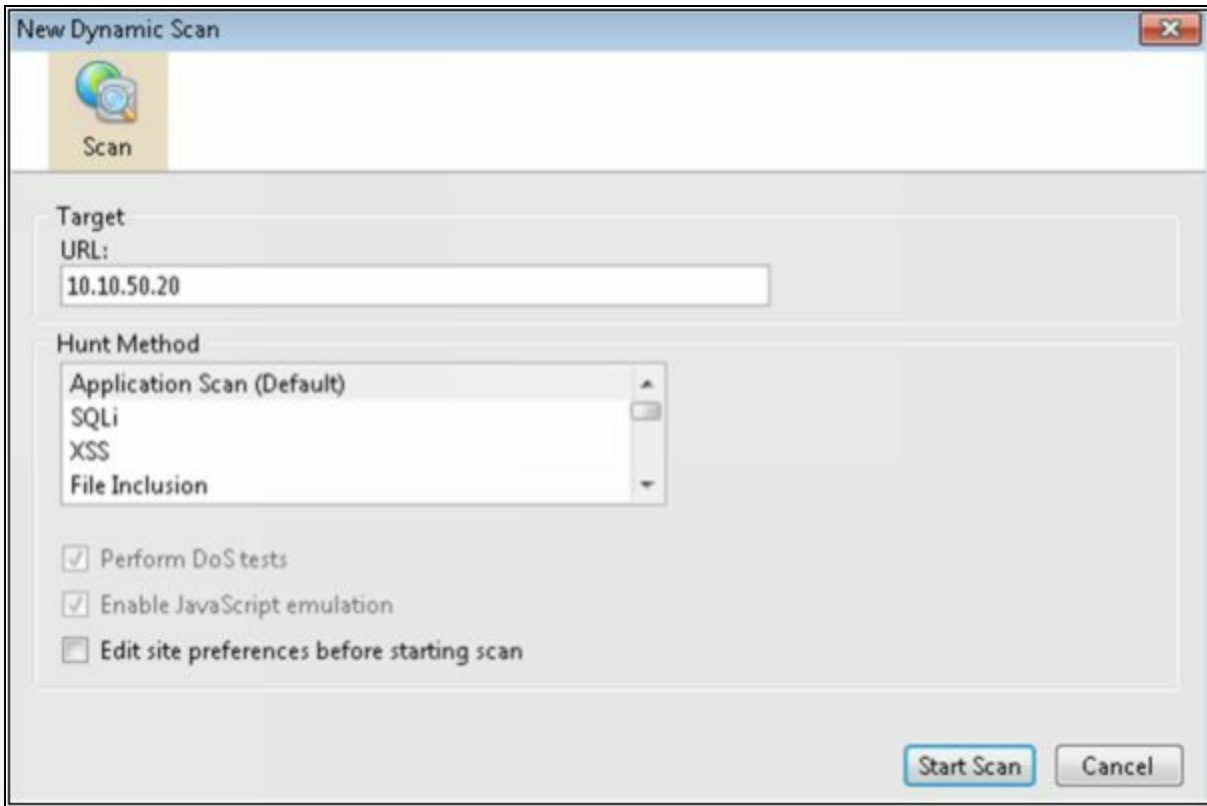 New Dynamic Scan
Scan
Target
URL:
10.10.50.20
Hunt Method
Application Scan (Default)
SQLi
XSS
File Inclusion
Perform DoS tests
Enable JavaScript emulation
Edit site preferences before starting scan
Start Scan
Cancel